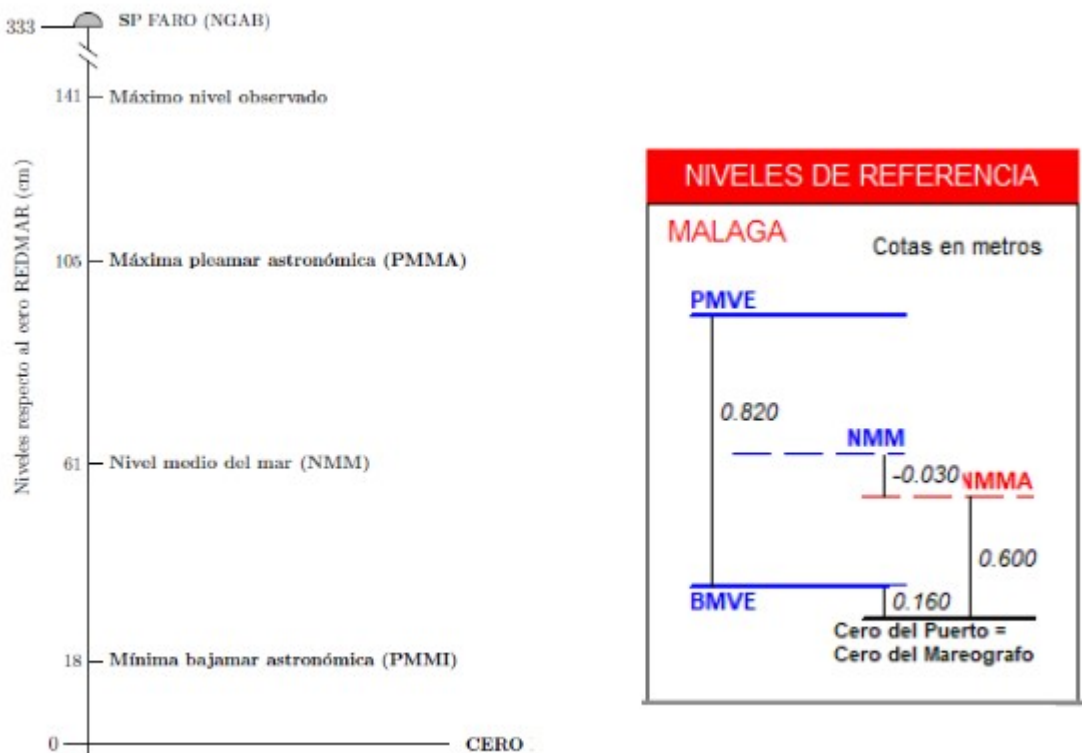 333
SP FARO (NGAB)
141
Máximo nivel observado
105
Máxima pleamar astronómica (PMMA)
61
Nivel medio del mar (NMM)
18
Mínima bajamar astronómica (PMMI)
0
CERO
Niveles respecto al cero REDMAR (cm)
NIVELES DE REFERENCIA
MALAGA
Cotas en metros
PMVE
0.820
NMM
-0.030
NMMA
0.600
BMVE
0.160
Cero del Puerto =
Cero del Mareografo